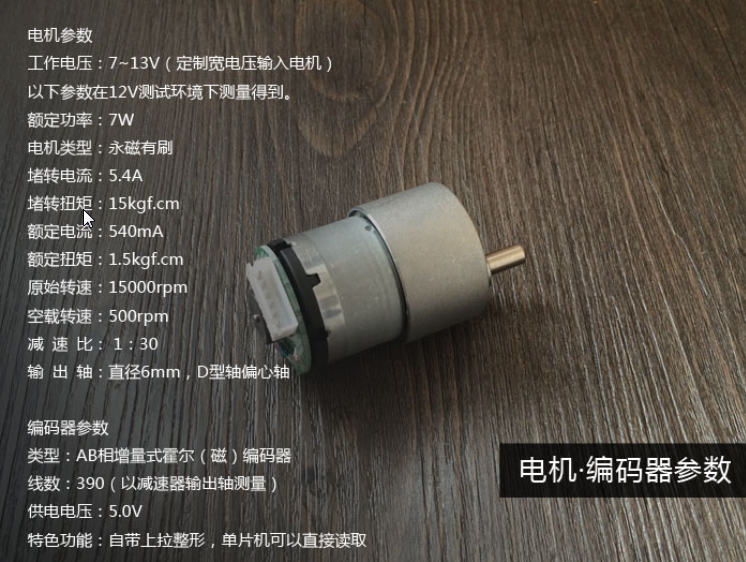 电机参数
工作电压：7~13V（定制宽电压输入电机）
以下参数在12V测试环境下测量得到。
额定功率：7W
电机类型：永磁有刷
堵转电流：5.4A
堵转扭矩：15kgf.cm
额定电流：540mA
额定扭矩：1.5kgf.cm
原始转速：15000rpm
空载转速：500rpm
减 速 比： 1：30
输 出 轴：直径6mm，D型轴偏心轴
编码器参数
类型：AB相增量式霍尔（磁）编码器
线数：390（以减速器输出轴测量）
供电电压：5.0V
特色功能：自带上拉整形，单片机可以直接读取
电机·编码器参数